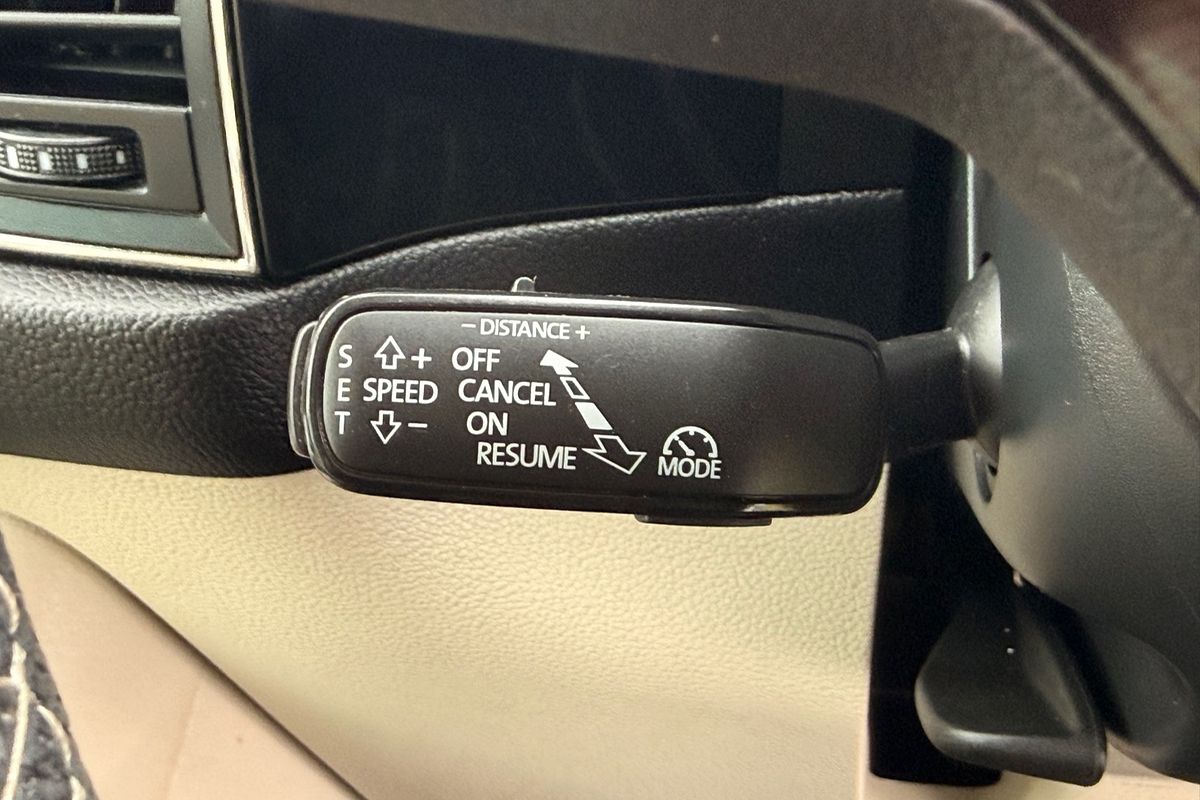 – DISTANCE +
S + OFF
E SPEED CANCEL
T – ON
RESUME
MODE